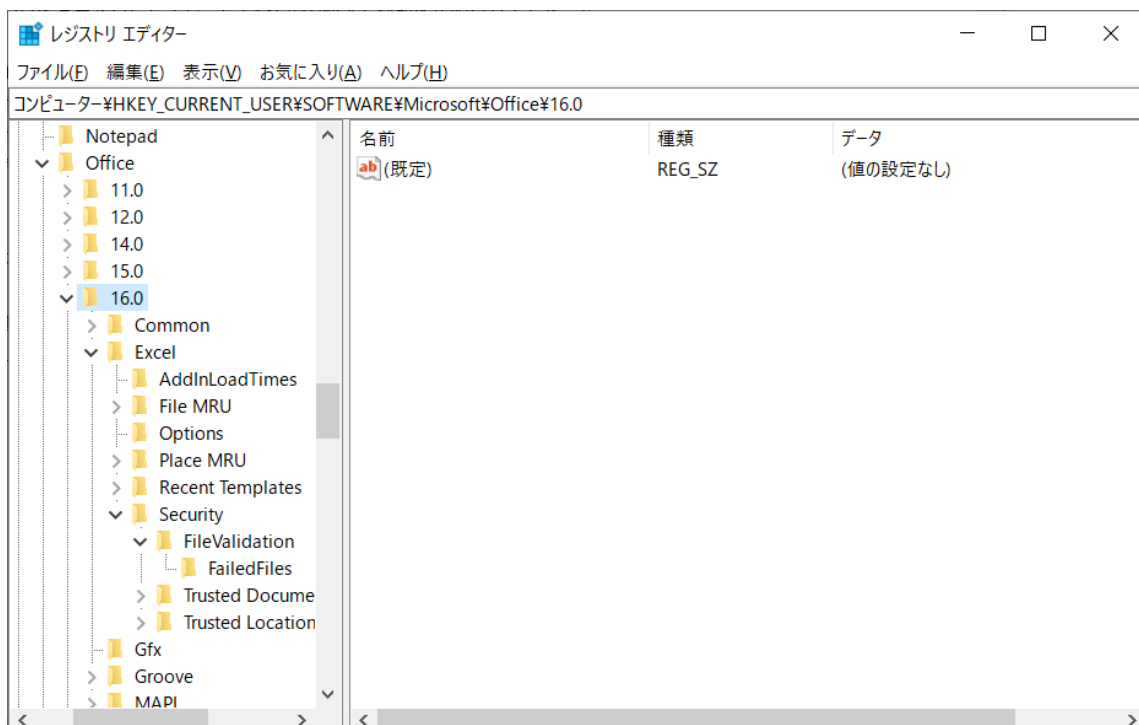 レジストリ エディター
ファイル(F) 編集(E) 表示(V) お気に入り(A) ヘルプ(H)
コンピューター¥HKEY_CURRENT_USER¥SOFTWARE¥Microsoft¥Office¥16.0
Notepad
Office
11.0
12.0
14.0
15.0
16.0
Common
Excel
AddInLoadTimes
File MRU
Options
Place MRU
Recent Templates
Security
FileValidation
FailedFiles
Trusted Docume
Trusted Location
Gfx
Groove
MAPI
名前 種類 データ
ab (既定) REG_SZ (値の設定なし)